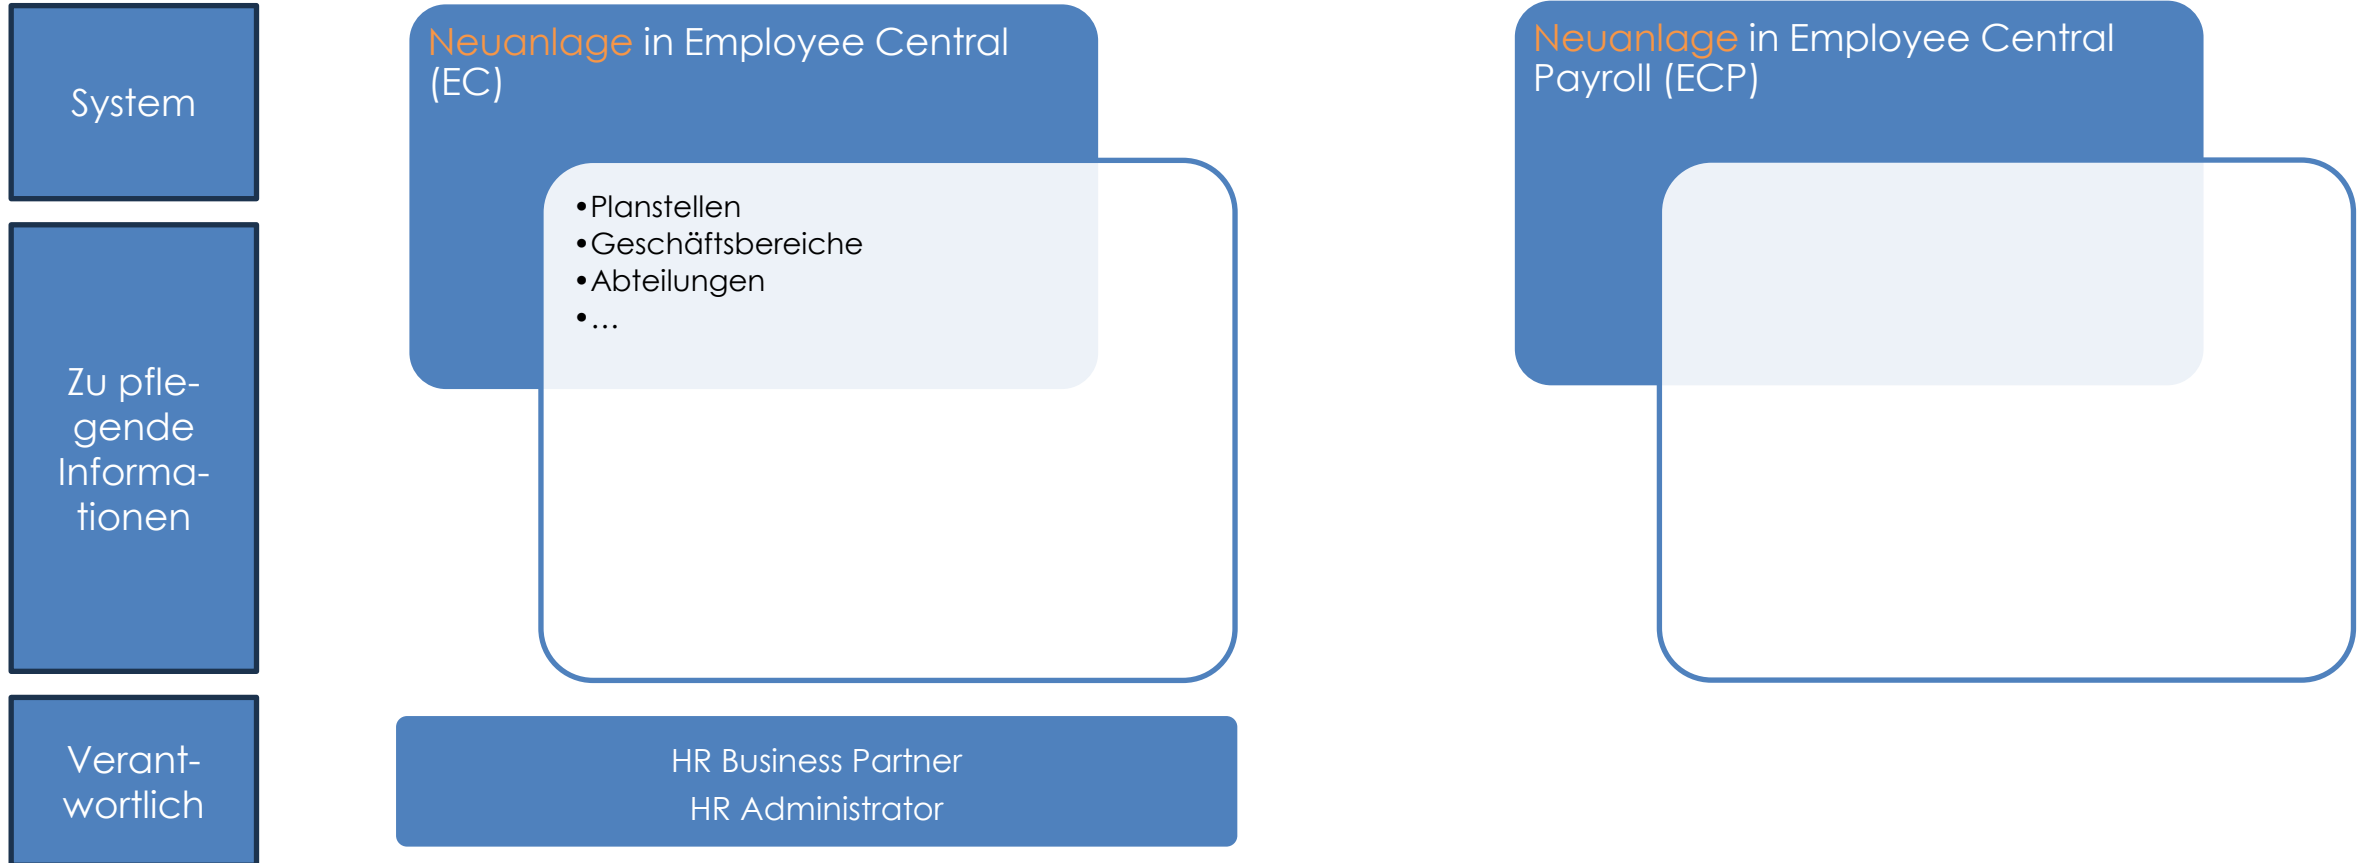 System
Neuanlage in Employee Central
(EC)
Neuanlage in Employee Central
Payroll (ECP)
Zu pfle-
gende
Informa-
tionen
•Planstellen
•Geschäftsbereiche
•Abteilungen
•…
Verant-
wortlich
HR Business Partner
HR Administrator